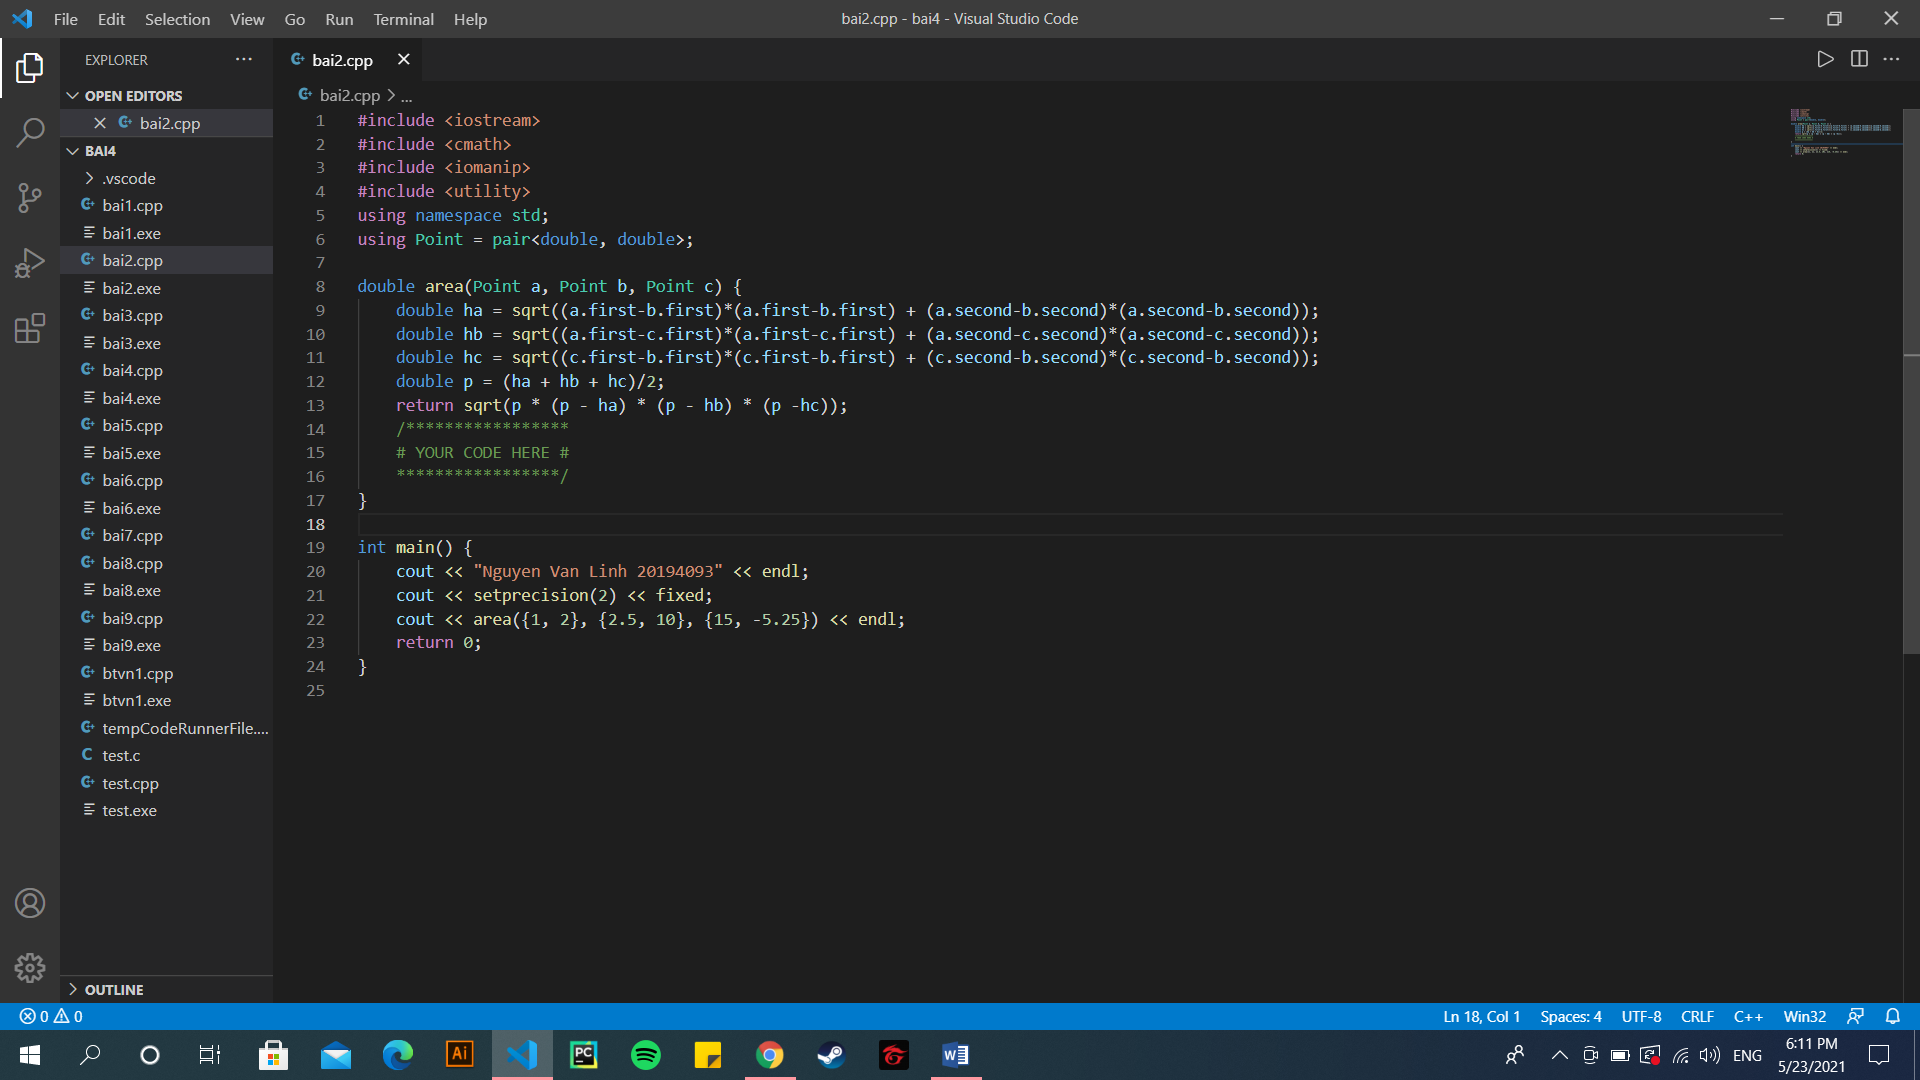 File Edit Selection View Go Run Terminal Help
bai2.cpp - bai4 - Visual Studio Code
EXPLORER
OPEN EDITORS
bai2.cpp
BAI4
.vscode
bai1.cpp
bai1.exe
bai2.cpp
bai2.exe
bai3.cpp
bai3.exe
bai4.cpp
bai4.exe
bai5.cpp
bai5.exe
bai6.cpp
bai6.exe
bai7.cpp
bai8.cpp
bai8.exe
bai9.cpp
bai9.exe
btvn1.cpp
btvn1.exe
tempCodeRunnerFile....
test.c
test.cpp
test.exe
OUTLINE
bai2.cpp
bai2.cpp > ...
1 #include <iostream>
2 #include <cmath>
3 #include <iomanip>
4 #include <utility>
5 using namespace std;
6 using Point = pair<double, double>;
7
8 double area(Point a, Point b, Point c) {
9     double ha = sqrt((a.first-b.first)*(a.first-b.first) + (a.second-b.second)*(a.second-b.second));
10     double hb = sqrt((a.first-c.first)*(a.first-c.first) + (a.second-c.second)*(a.second-c.second));
11     double hc = sqrt((c.first-b.first)*(c.first-b.first) + (c.second-b.second)*(c.second-b.second));
12     double p = (ha + hb + hc)/2;
13     return sqrt(p * (p - ha) * (p - hb) * (p -hc));
14     /*****************
15     # YOUR CODE HERE #
16     *****************/
17 }
18
19 int main() {
20     cout << "Nguyen Van Linh 20194093" << endl;
21     cout << setprecision(2) << fixed;
22     cout << area({1, 2}, {2.5, 10}, {15, -5.25}) << endl;
23     return 0;
24 }
25
0 0
Ln 18, Col 1 Spaces: 4 UTF-8 CRLF C++ Win32
Ai
PC
W
ENG
6:11 PM
5/23/2021